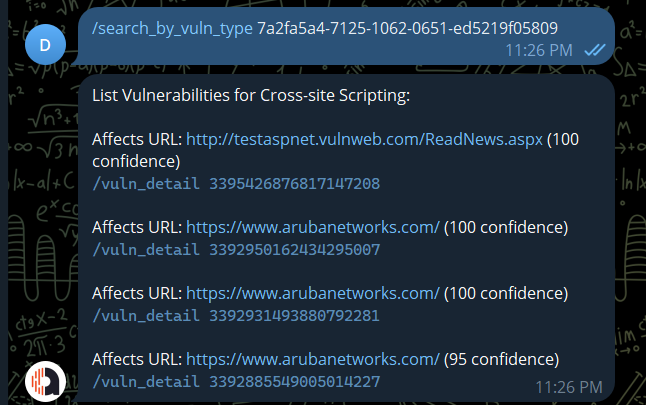 /search_by_vuln_type 7a2fa5a4-7125-1062-0651-ed5219f05809
D
11:26 PM
List Vulnerabilities for Cross-site Scripting:
Affects URL: http://testaspnet.vulnweb.com/ReadNews.aspx (100
confidence)
/vuln_detail 3395426876817147208
Affects URL: https://www.arubanetworks.com/ (100 confidence)
/vuln_detail 3392950162434295007
Affects URL: https://www.arubanetworks.com/ (100 confidence)
/vuln_detail 3392931493880792281
Affects URL: https://www.arubanetworks.com/ (95 confidence)
/vuln_detail 3392885549005014227
11:26 PM